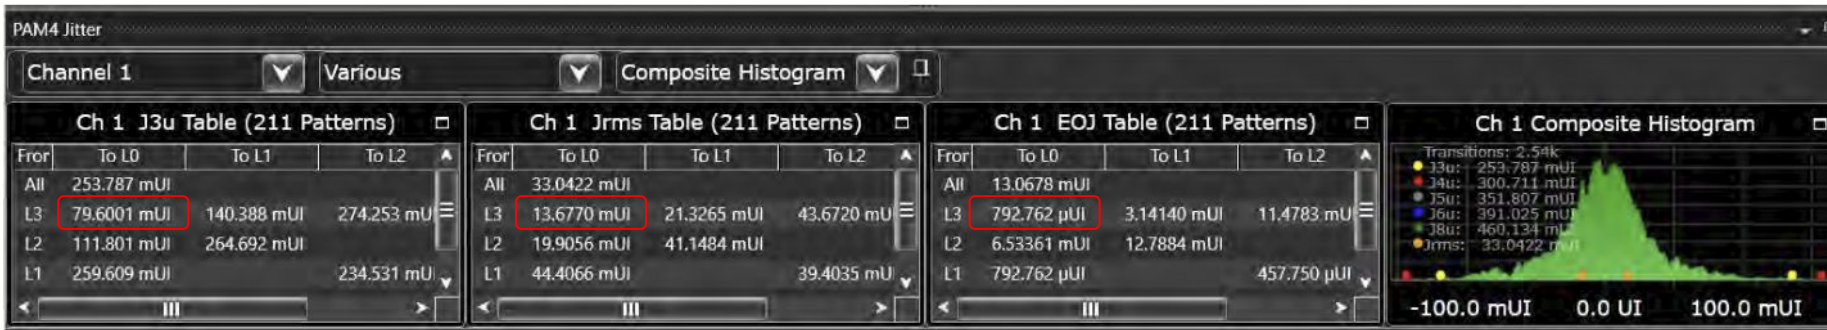 PAM4 Jitter
Channel 1 Various Composite Histogram
Ch 1 J3u Table (211 Patterns)
Fror To L0 To L1 To L2
All 253.787 mUI
L3 79.6001 mUI 140.388 mUI 274.253 mU
L2 111.801 mUI 264.692 mUI
L1 259.609 mUI 234.531 mU
Ch 1 Jrms Table (211 Patterns)
Fror To L0 To L1 To L2
All 33.0422 mUI
L3 13.6770 mUI 21.3265 mUI 43.6720 mU
L2 19.9056 mUI 41.1484 mUI
L1 44.4066 mUI 39.4035 mU
Ch 1 EOJ Table (211 Patterns)
Fror To L0 To L1 To L2
All 13.0678 mUI
L3 792.762 µUI 3.14140 mUI 11.4783 mU
L2 6.53361 mUI 12.7884 mUI
L1 792.762 µUI 457.750 µUI
Ch 1 Composite Histogram
Transitions: 2.54k
J3u: 253.787 mUI
J4u: 300.711 mUI
J5u: 351.807 mUI
J6u: 391.025 mUI
J8u: 460.134 mUI
Jrms: 33.0422 mUI
-100.0 mUI 0.0 UI 100.0 mUI